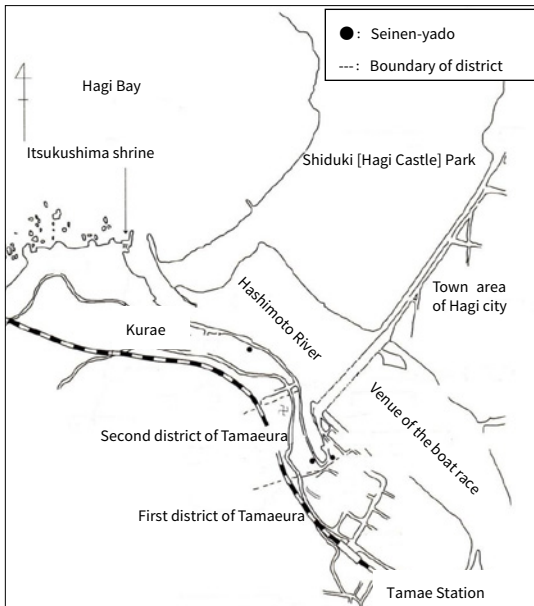 ●: Seinen-yado
---: Boundary of district
4
Hagi Bay
Itsukushima shrine
Shiduki [Hagi Castle] Park
Town area
of Hagi city
Hashimoto River
Kurae
Venue of the boat race
Second district of Tamaeura
First district of Tamaeura
Tamae Station